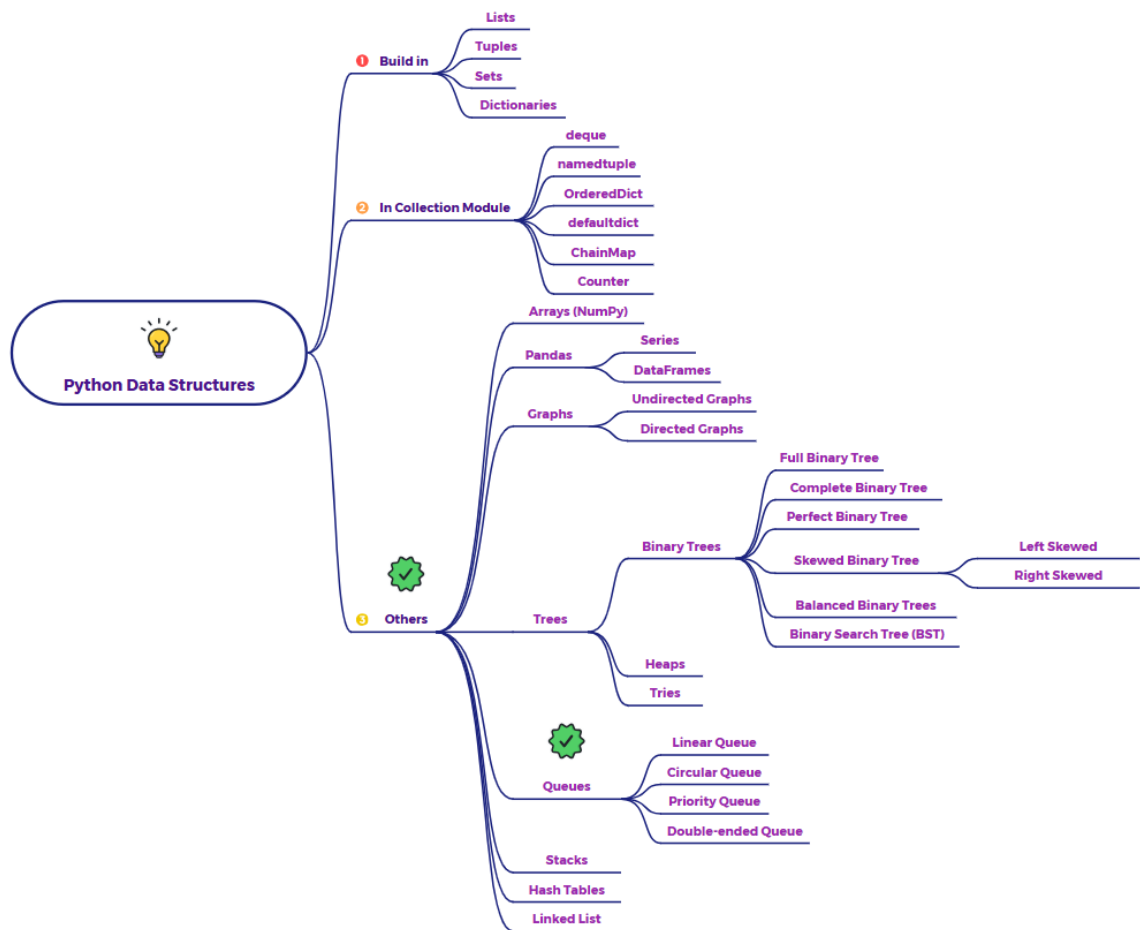 Python Data Structures
1 Build in
Lists
Tuples
Sets
Dictionaries
2 In Collection Module
deque
namedtuple
OrderedDict
defaultdict
ChainMap
Counter
3 Others
Arrays (NumPy)
Pandas
Series
DataFrames
Graphs
Undirected Graphs
Directed Graphs
Trees
Binary Trees
Full Binary Tree
Complete Binary Tree
Perfect Binary Tree
Skewed Binary Tree
Left Skewed
Right Skewed
Balanced Binary Trees
Binary Search Tree (BST)
Heaps
Tries
Queues
Linear Queue
Circular Queue
Priority Queue
Double-ended Queue
Stacks
Hash Tables
Linked List